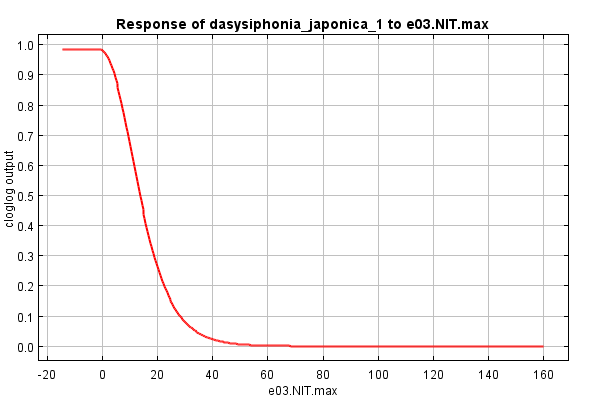 Response of dasysiphonia_japonica_1 to e03.NIT.max
cloglog output
1.0
0.9
0.8
0.7
0.6
0.5
0.4
0.3
0.2
0.1
0.0
-20 0 20 40 60 80 100 120 140 160
e03.NIT.max